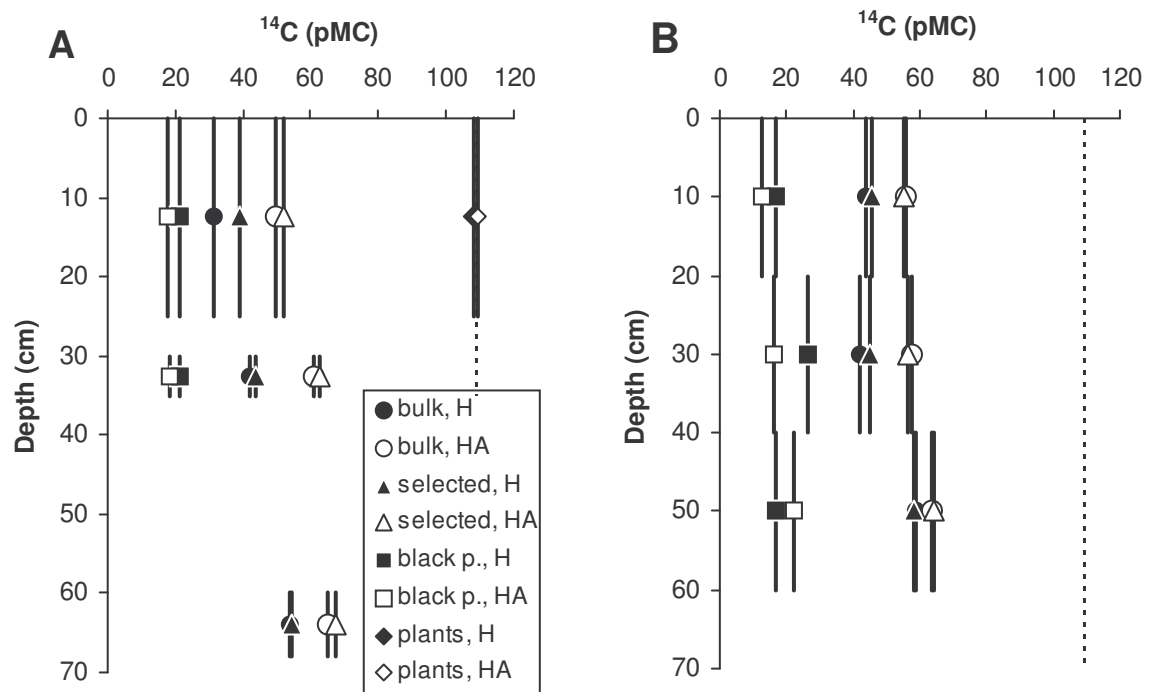 A
¹⁴C (pMC)
0 20 40 60 80 100 120
0
10
20
30
40
50
60
70
Depth (cm)
bulk, H
bulk, HA
selected, H
selected, HA
black p., H
black p., HA
plants, H
plants, HA
B
¹⁴C (pMC)
0 20 40 60 80 100 120
0
10
20
30
40
50
60
70
Depth (cm)